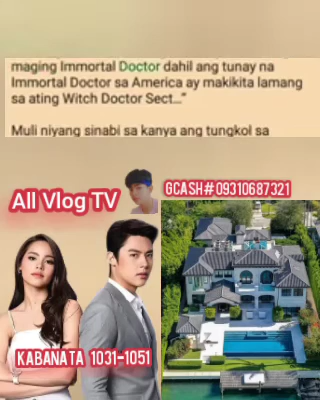 maging Immortal Doctor dahil ang tunay na
Immortal Doctor sa America ay makikita lamang
sa ating Witch Doctor Sect..."
Muli niyang sinabi sa kanya ang tungkol sa
All Vlog TV
GCASH# 09310687321
KABANATA 1031-1051